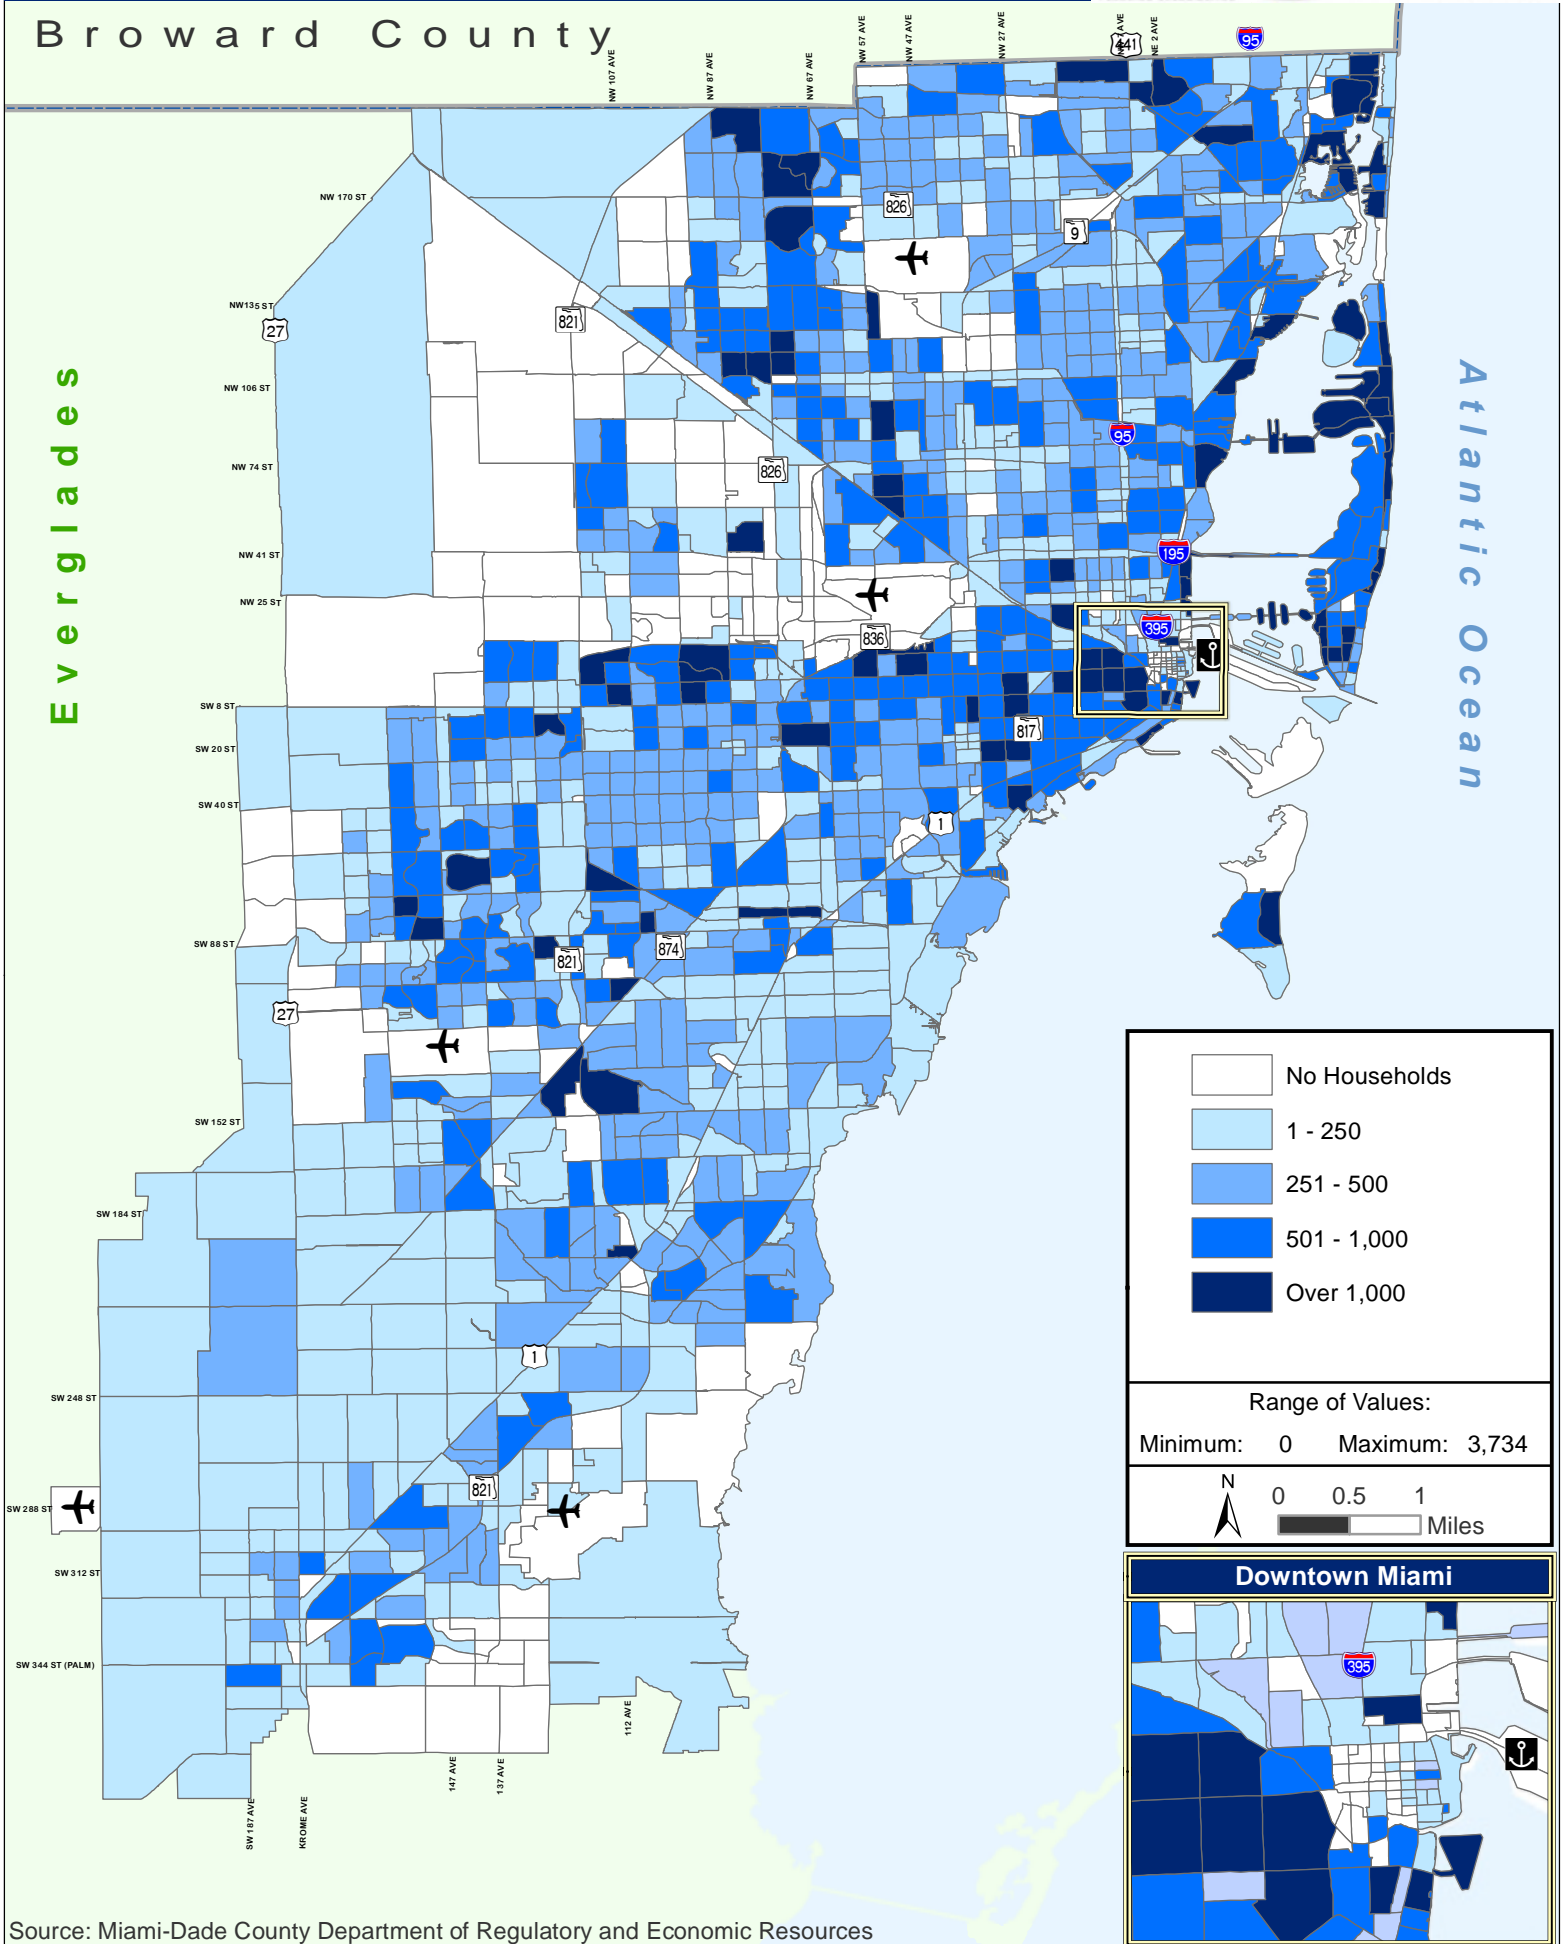 Broward County
NW 107 AVE
NW 87 AVE
NW 67 AVE
NW 57 AVE
NW 47 AVE
NW 27 AVE
441
AVE
NE 2 AVE
95
NW 170 ST
826
9
NW 135 ST
27
821
Everglades
Atlantic Ocean
NW 106 ST
95
NW 74 ST
826
NW 41 ST
195
NW 25 ST
836
395
SW 8 ST
817
SW 20 ST
SW 40 ST
1
SW 88 ST
821
874
27
SW 152 ST
SW 184 ST
1
SW 248 ST
821
SW 288 ST
SW 312 ST
SW 344 ST (PALM)
112 AVE
147 AVE
137 AVE
SW 187 AVE
KROME AVE
No Households
1 - 250
251 - 500
501 - 1,000
Over 1,000
Range of Values:
Minimum: 0 Maximum: 3,734
N
0 0.5 1
Miles
Downtown Miami
395
Source: Miami-Dade County Department of Regulatory and Economic Resources